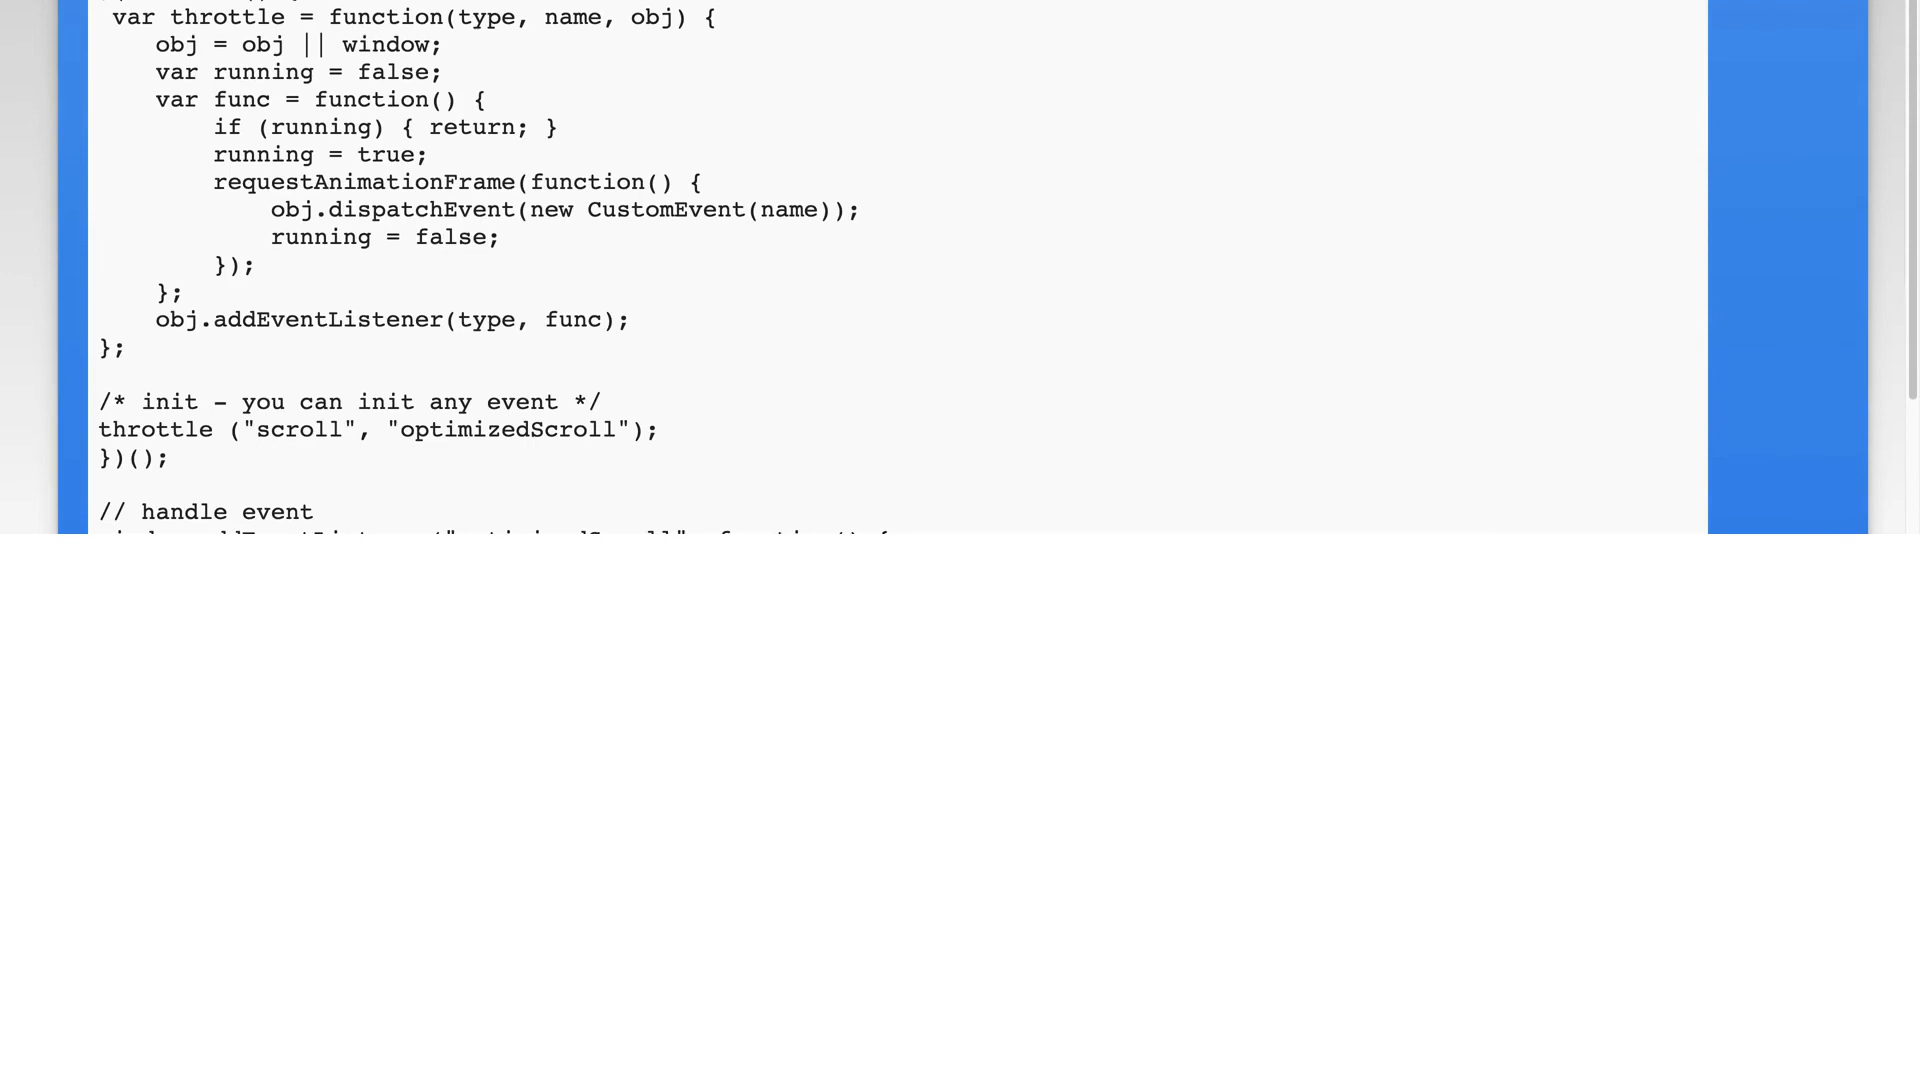 var throttle = function(type, name, obj) {
obj = obj || window;
var running = false;
var func = function() {
if (running) { return; }
running = true;
requestAnimationFrame(function() {
obj.dispatchEvent(new CustomEvent(name));
running = false;
});
};
obj.addEventListener(type, func);
};
/* init - you can init any event */
throttle ("scroll", "optimizedScroll");
})();
// handle event